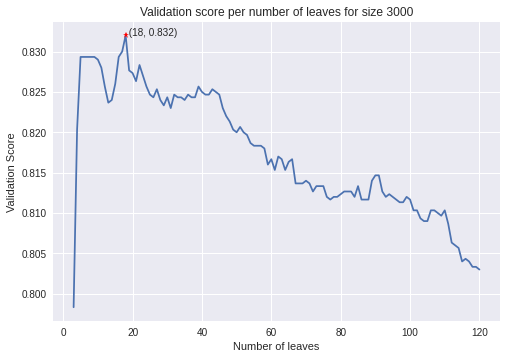 Validation score per number of leaves for size 3000
(18, 0.832)
Validation Score
0.830
0.825
0.820
0.815
0.810
0.805
0.800
0 20 40 60 80 100 120
Number of leaves